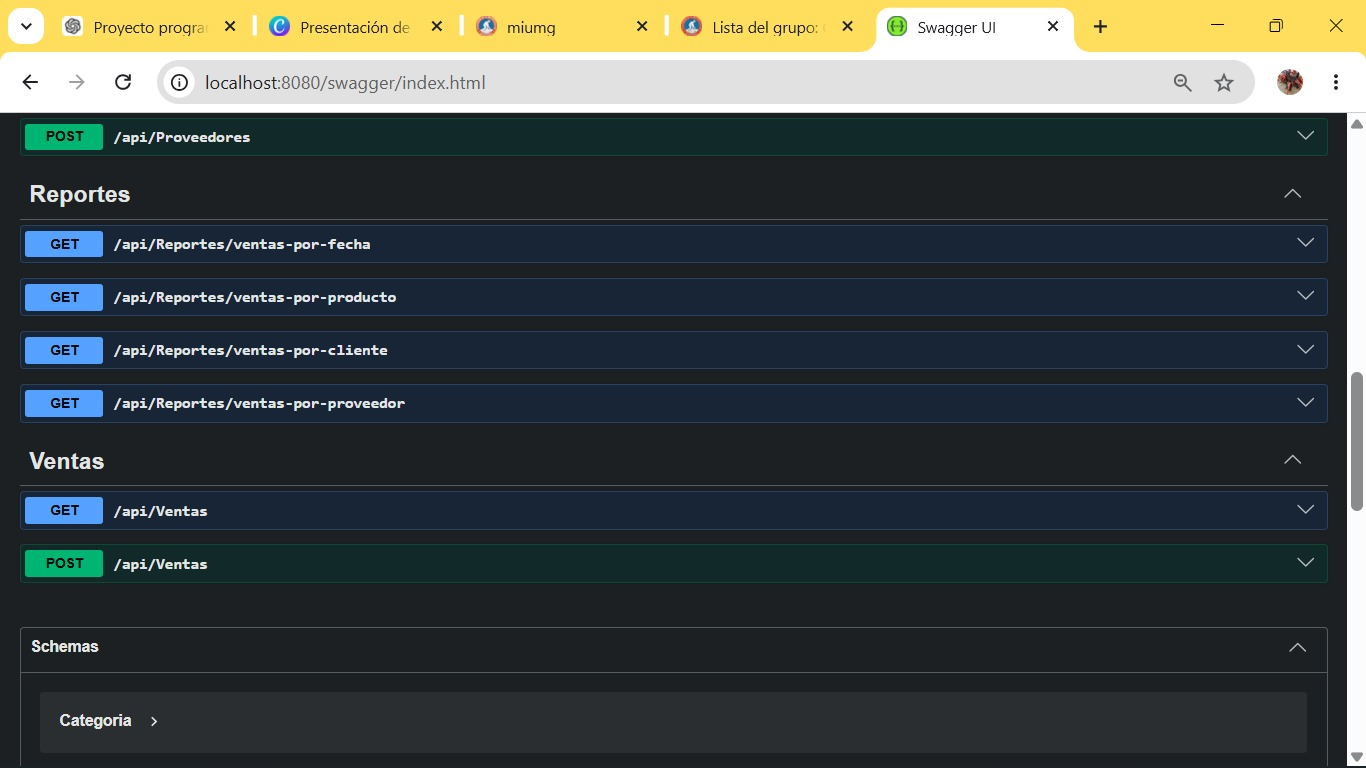 Proyecto progra
Presentación de
miumg
Lista del grupo:
Swagger UI
localhost:8080/swagger/index.html
POST /api/Proveedores
Reportes
GET /api/Reportes/ventas-por-fecha
GET /api/Reportes/ventas-por-producto
GET /api/Reportes/ventas-por-cliente
GET /api/Reportes/ventas-por-proveedor
Ventas
GET /api/Ventas
POST /api/Ventas
Schemas
Categoria